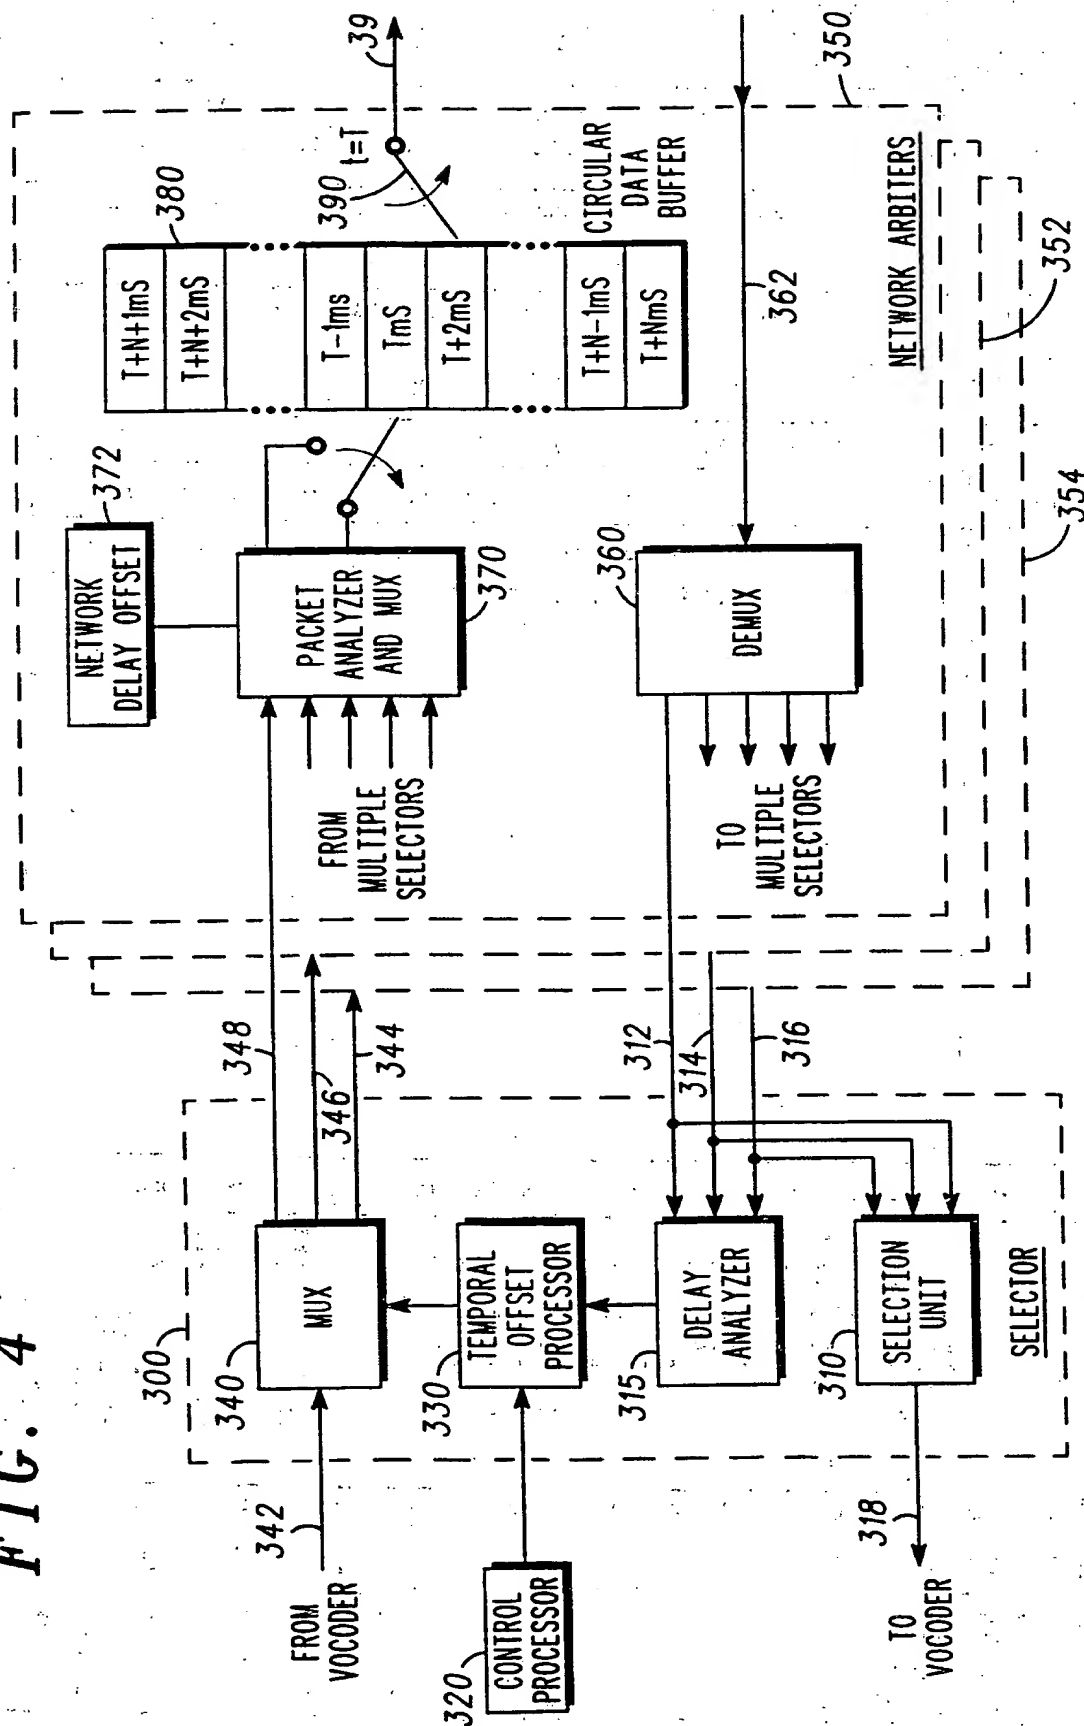 FIG. 4
300
FROM
VOCODER
342
340
MUX
348
346
344
CONTROL
PROCESSOR
320
330
TEMPORAL
OFFSET
PROCESSOR
315
DELAY
ANALYZER
312
314
316
310
SELECTION
UNIT
SELECTOR
TO
VOCODER
318
NETWORK
DELAY OFFSET
372
PACKET
ANALYZER
AND MUX
370
FROM
MULTIPLE
SELECTORS
T+N+1mS
T+N+2mS
T-1ms
TmS
T+2mS
T+N-1mS
T+NmS
380
390
t=T
39
CIRCULAR
DATA
BUFFER
360
DEMUX
362
TO
MULTIPLE
SELECTORS
NETWORK ARBITERS
350
352
354